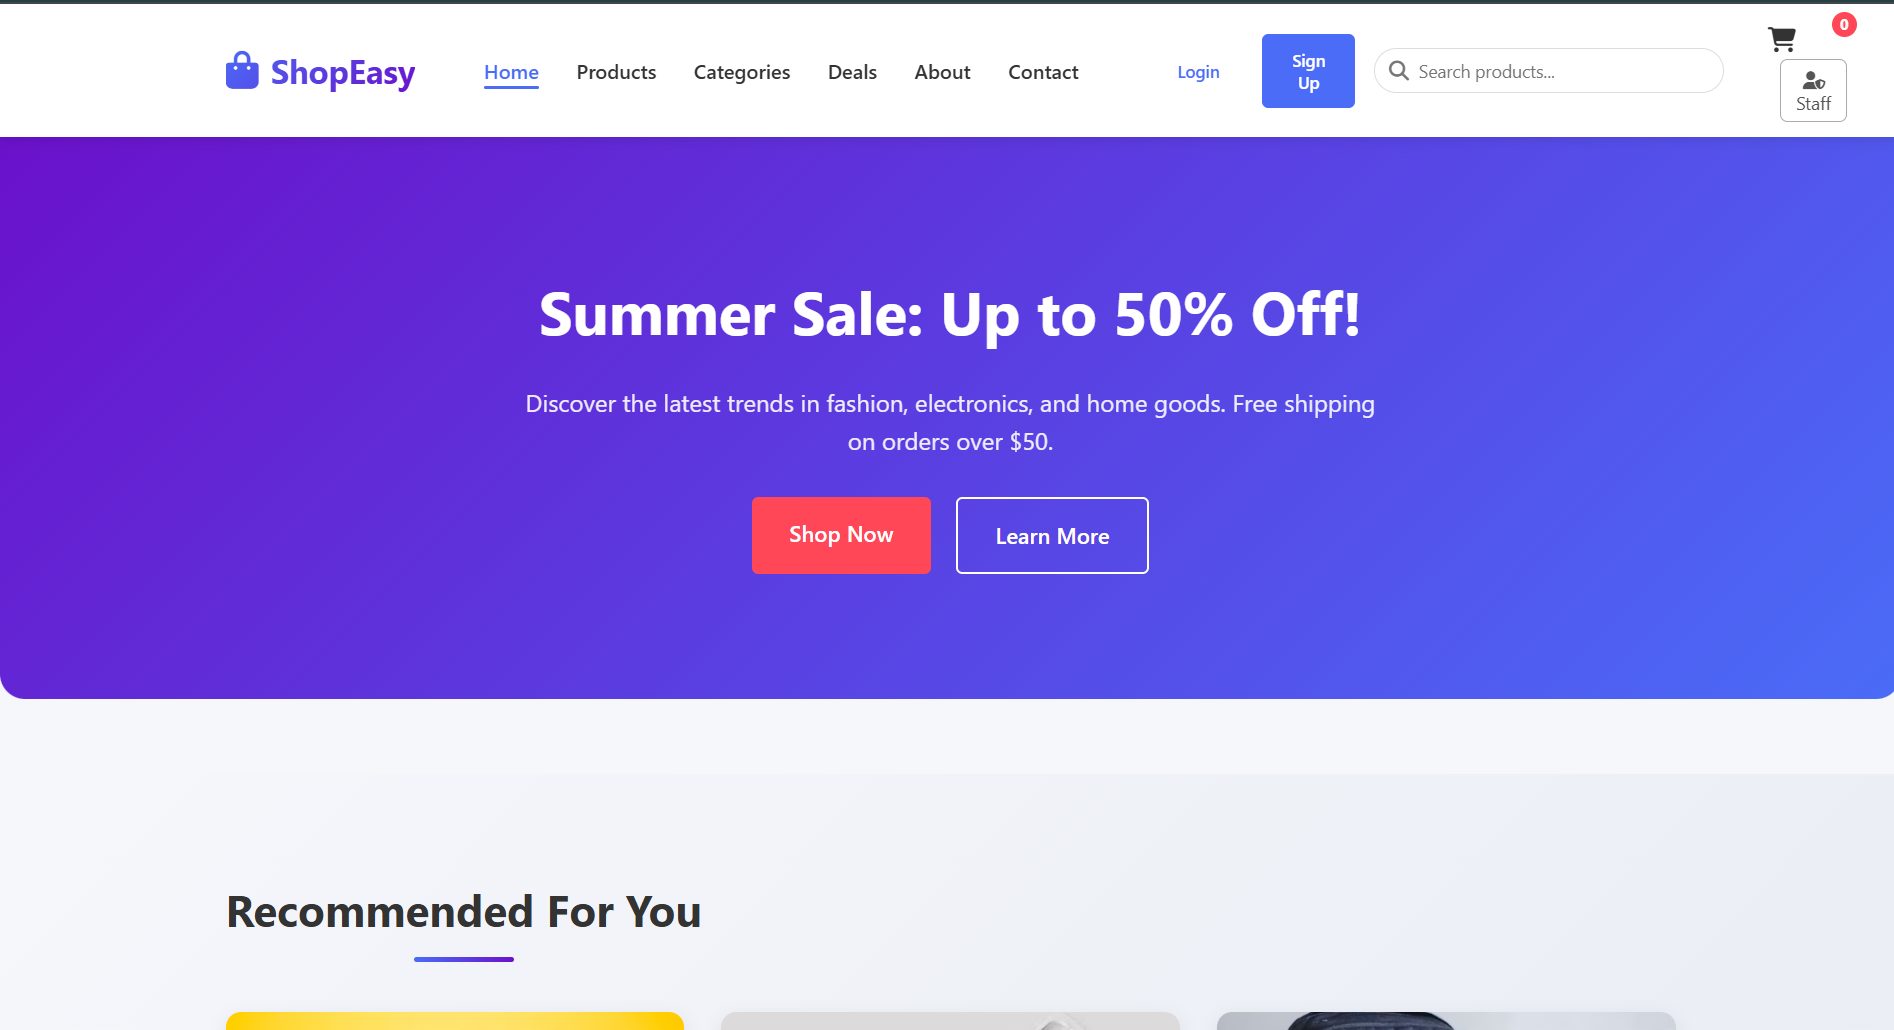 ShopEasy
Home
Products
Categories
Deals
About
Contact
Login
Sign
Up
Search products...
0
Staff
Summer Sale: Up to 50% Off!
Discover the latest trends in fashion, electronics, and home goods. Free shipping
on orders over $50.
Shop Now
Learn More
Recommended For You